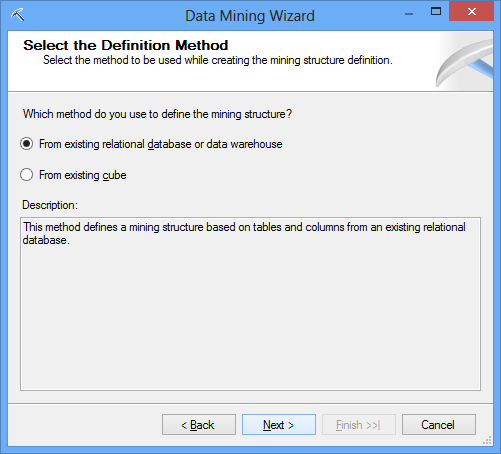 Data Mining Wizard
Select the Definition Method
Select the method to be used while creating the mining structure definition.
Which method do you use to define the mining structure?
From existing relational database or data warehouse
From existing cube
Description:
This method defines a mining structure based on tables and columns from an existing relational
database.
< Back
Next >
Finish >>|
Cancel